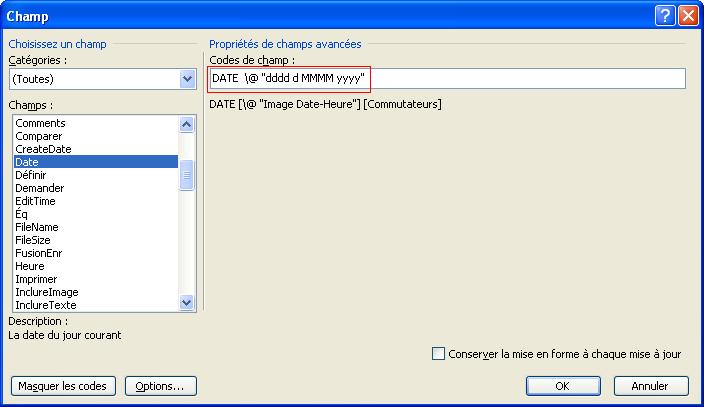 Champ
Choisissez un champ
Catégories :
(Toutes)
Champs :
Comments
Comparer
CreateDate
Date
Définir
Demander
EditTime
Éq
FileName
FileSize
FusionEnr
Heure
Imprimer
InclureImage
InclureTexte
Description :
La date du jour courant
Propriétés de champs avancées
Codes de champ :
DATE  \@ "dddd d MMMM yyyy"
DATE [\@ "Image Date-Heure"] [Commutateurs]
Conserver la mise en forme à chaque mise à jour
Masquer les codes
Options...
OK
Annuler